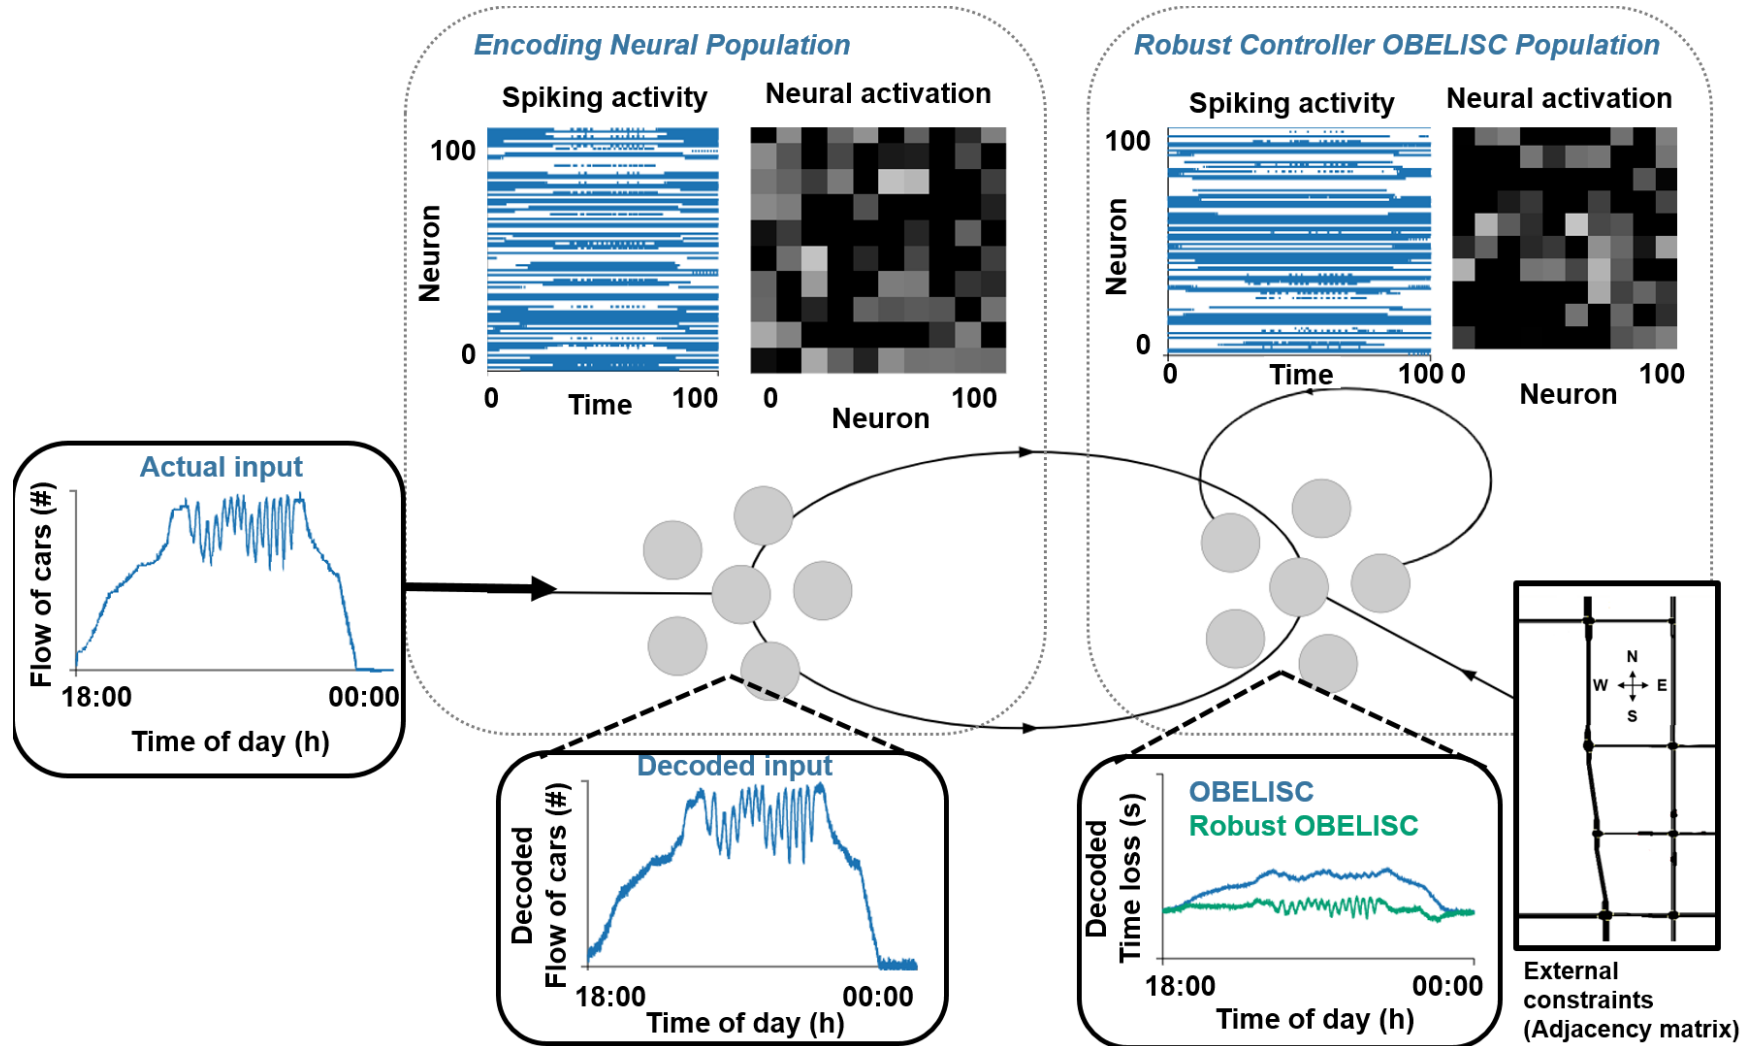 Encoding Neural Population
Spiking activity
Neural activation
100
Neuron
0
0
Time
100
0
100
Neuron
Robust Controller OBELISC Population
Spiking activity
Neural activation
100
Neuron
0
0
Time
100
0
100
Neuron
Actual input
Flow of cars (#)
18:00
00:00
Time of day (h)
Decoded input
Decoded
Flow of cars (#)
18:00
00:00
Time of day (h)
OBELISC
Robust OBELISC
Decoded
Time loss (s)
18:00
00:00
Time of day (h)
N
W
E
S
External
constraints
(Adjacency matrix)